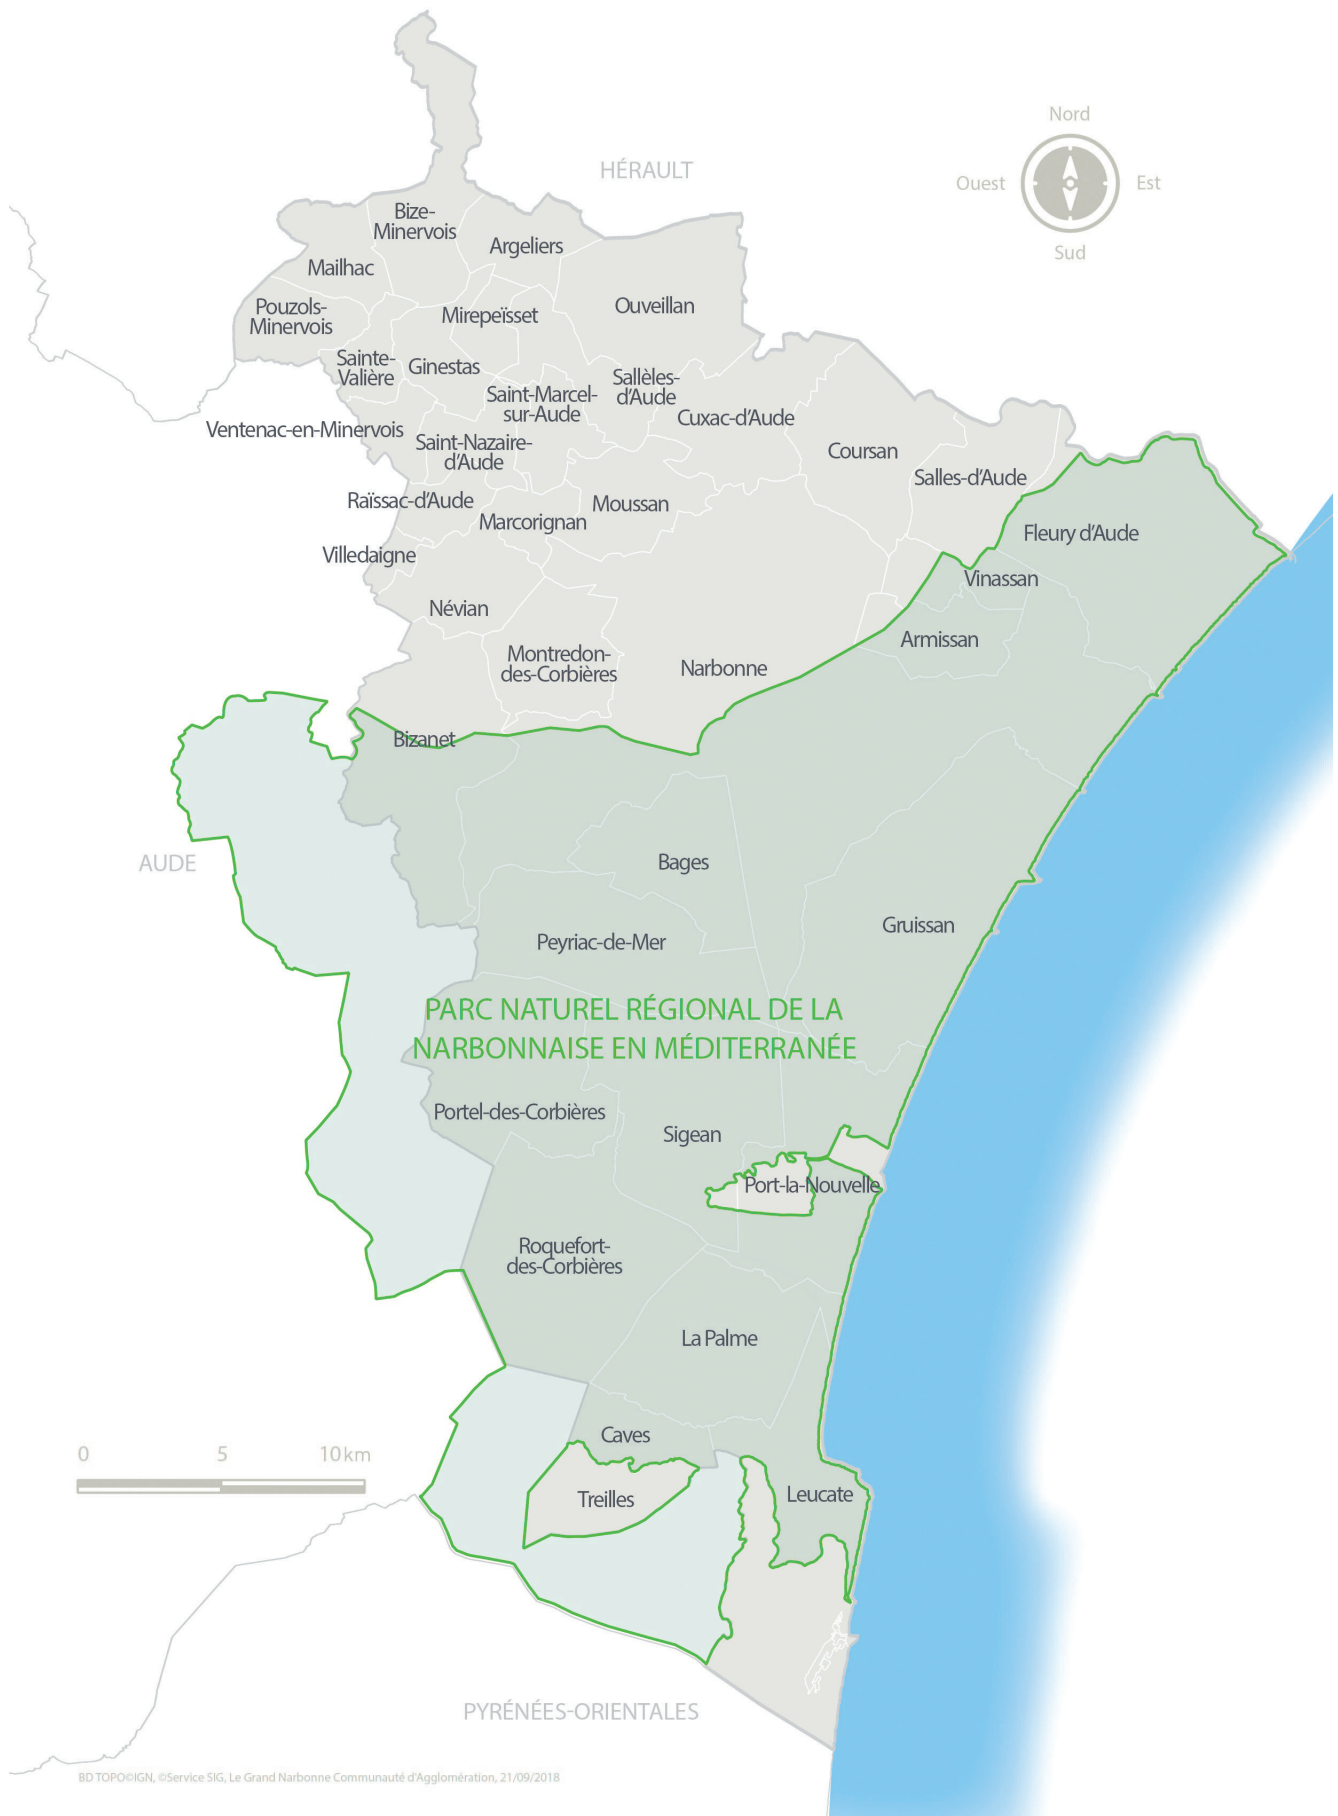 Nord
HÉRAULT
Ouest
Est
Bize-
Minervois
Argeliers
Sud
Mailhac
Pouzols-
Minervois
Mirepeïsset
Ouveillan
Sainte-
Valière
Ginestas
Sallèles-
d'Aude
Saint-Marcel-
sur-Aude
Cuxac-d'Aude
Ventenac-en-Minervois
Saint-Nazaire-
d'Aude
Coursan
Salles-d'Aude
Raïssac-d'Aude
Moussan
Marcorignan
Fleury d'Aude
Villedaigne
Vinassan
Névian
Armissan
Montredon-
des-Corbières
Narbonne
Bizanet
AUDE
Bages
Gruissan
Peyriac-de-Mer
PARC NATUREL RÉGIONAL DE LA
NARBONNAISE EN MÉDITERRANÉE
Portel-des-Corbières
Sigean
Port-la-Nouvelle
Roquefort-
des-Corbières
La Palme
Caves
0 5 10 km
Treilles
Leucate
PYRÉNÉES-ORIENTALES
BD TOPO©IGN, ©Service SIG, Le Grand Narbonne Communauté d'Agglomération, 21/09/2018